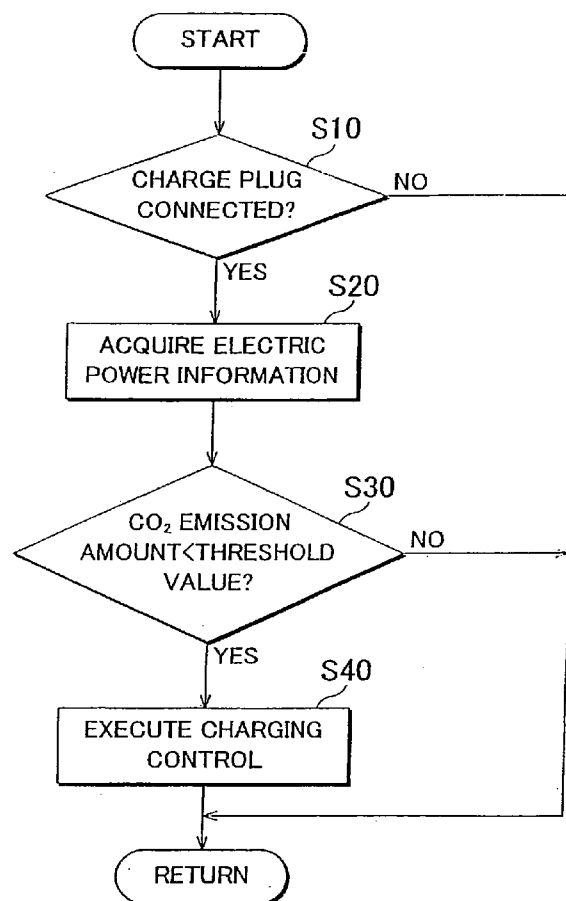 START
S10
CHARGE PLUG
CONNECTED?
NO
YES
S20
ACQUIRE ELECTRIC
POWER INFORMATION
S30
CO₂ EMISSION
AMOUNT<THRESHOLD
VALUE?
NO
YES
S40
EXECUTE CHARGING
CONTROL
RETURN